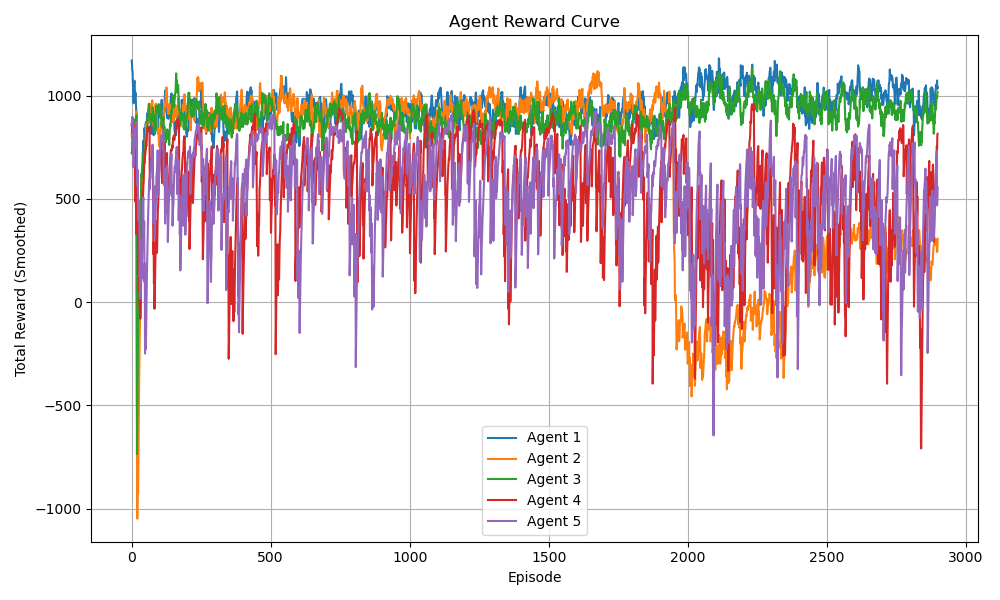 Agent Reward Curve
Total Reward (Smoothed)
1000
500
0
−500
−1000
Agent 1
Agent 2
Agent 3
Agent 4
Agent 5
0 500 1000 1500 2000 2500 3000
Episode